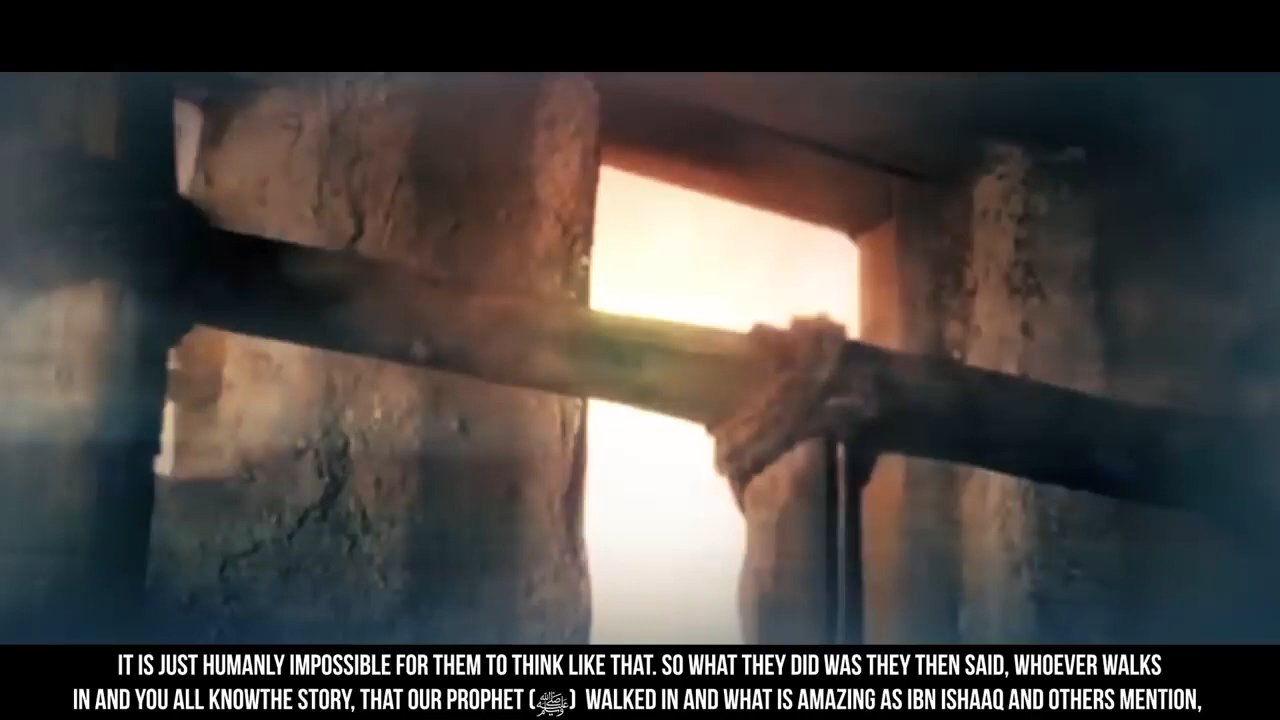 IT IS JUST HUMANLY IMPOSSIBLE FOR THEM TO THINK LIKE THAT. SO WHAT THEY DID WAS THEY THEN SAID, WHOEVER WALKS
IN AND YOU ALL KNOWTHE STORY, THAT OUR PROPHET (ﷺ) WALKED IN AND WHAT IS AMAZING AS IBN ISHAAQ AND OTHERS MENTION,